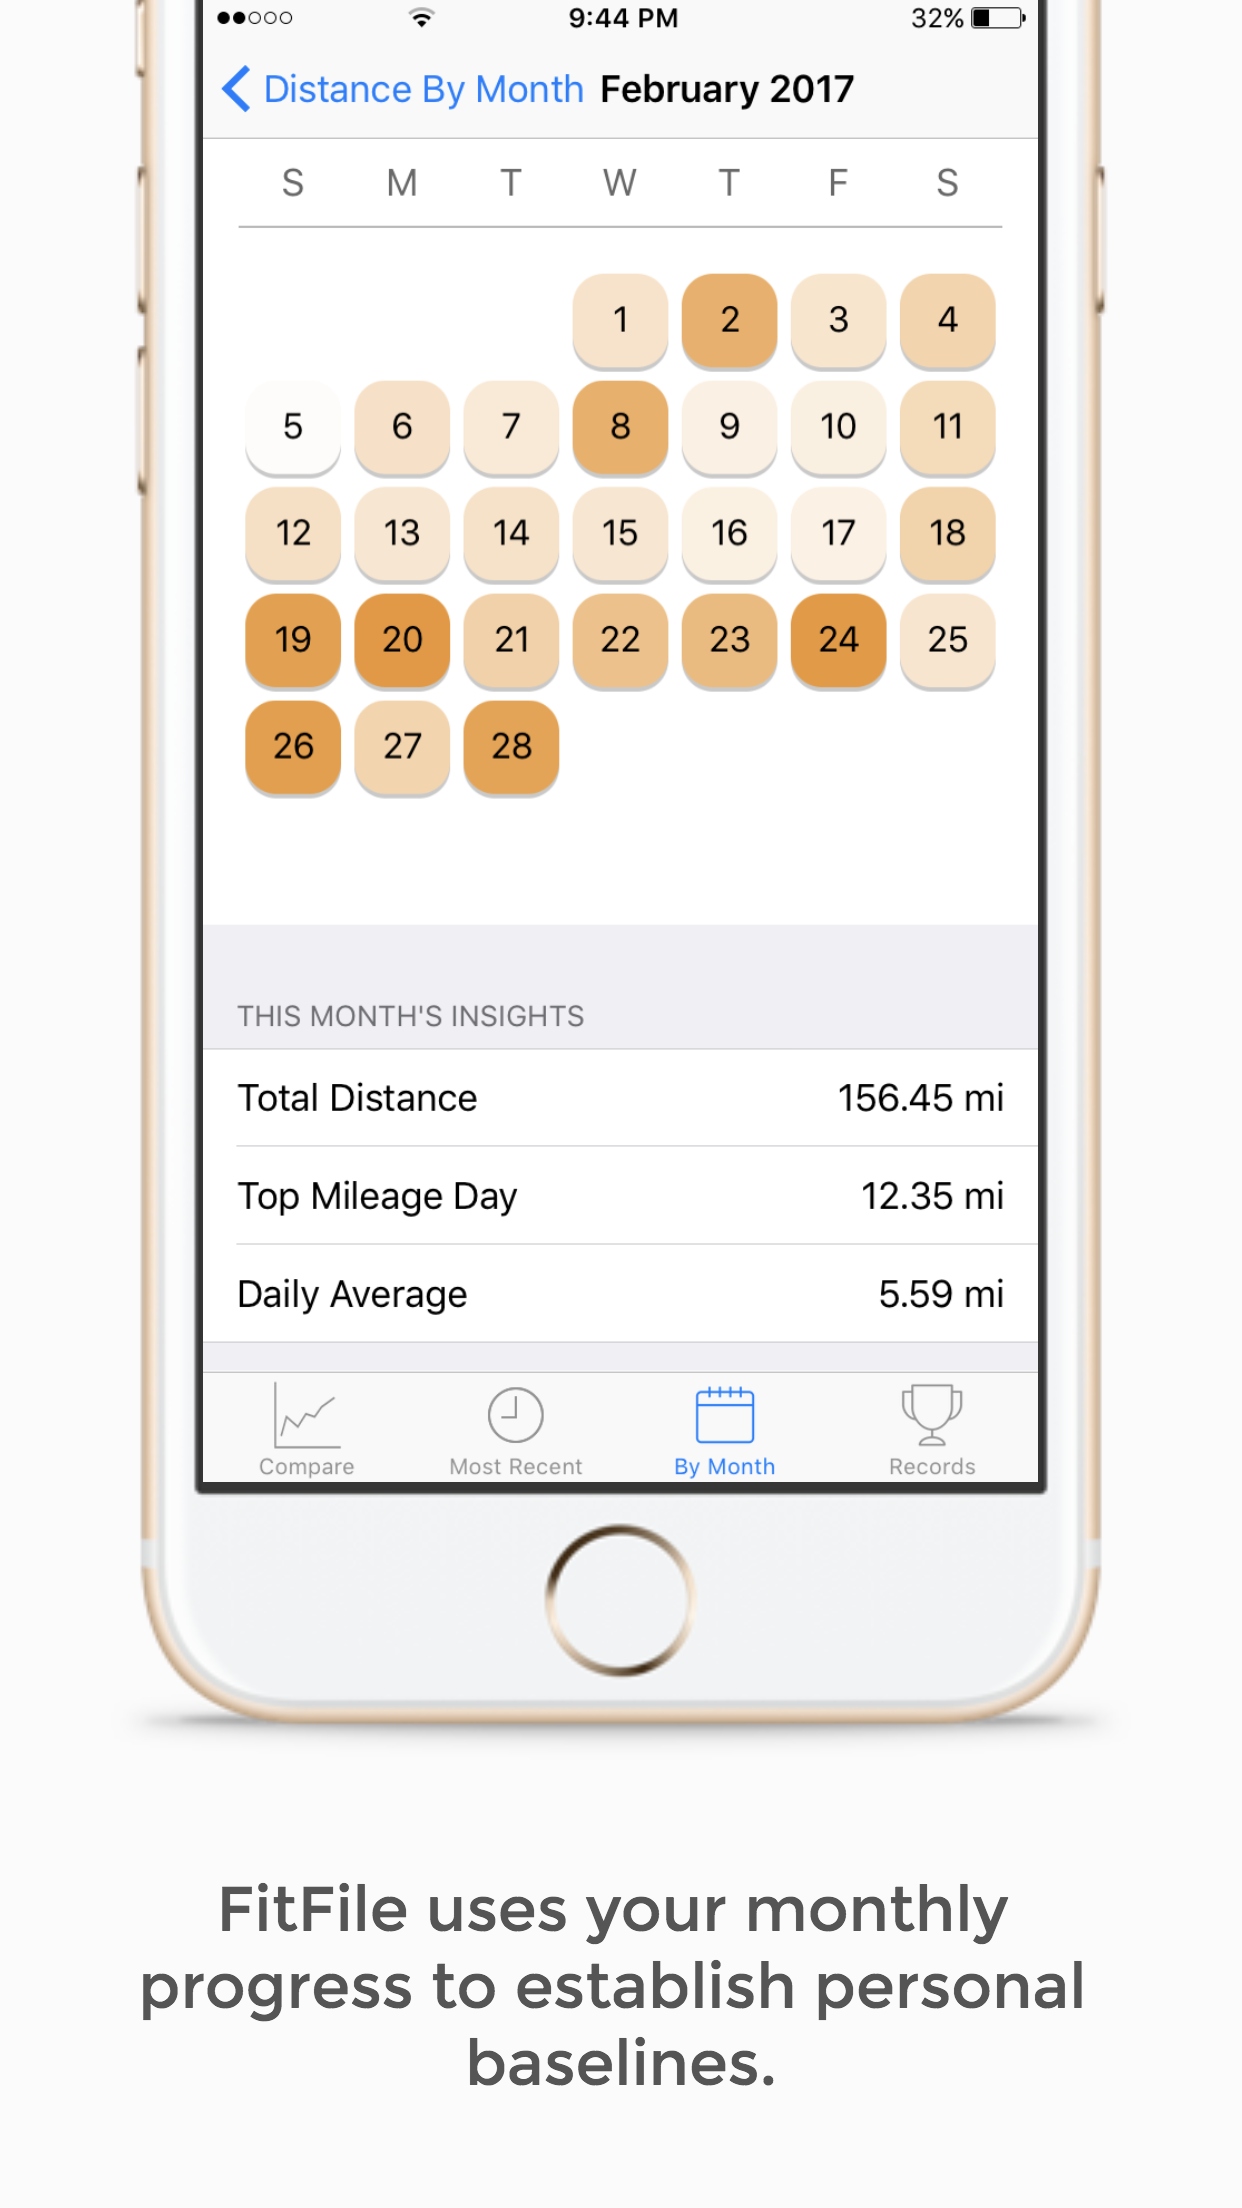 9:44 PM 32%
Distance By Month February 2017
S M T W T F S
1 2 3 4
5 6 7 8 9 10 11
12 13 14 15 16 17 18
19 20 21 22 23 24 25
26 27 28
THIS MONTH'S INSIGHTS
Total Distance 156.45 mi
Top Mileage Day 12.35 mi
Daily Average 5.59 mi
Compare Most Recent By Month Records
FitFile uses your monthly
progress to establish personal
baselines.